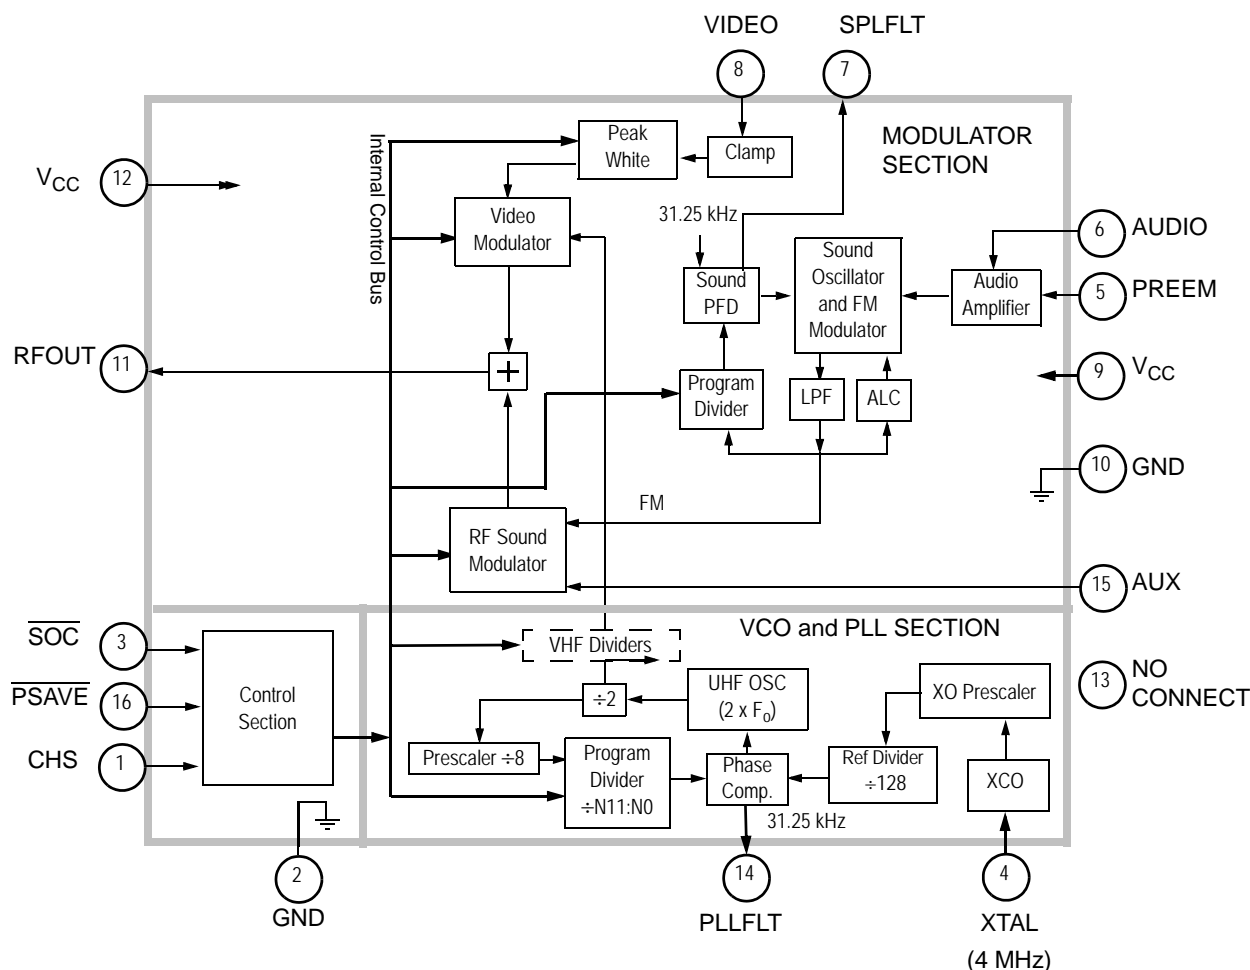 VIDEO
SPLFLT
8
7
Internal Control Bus
Peak
White
Clamp
MODULATOR
SECTION
VCC
12
31.25 kHz
Video
Modulator
Sound
PFD
Sound
Oscillator
and FM
Modulator
Audio
Amplifier
6
AUDIO
5
PREEM
RFOUT
11
+
Program
Divider
LPF
ALC
9
VCC
10
GND
FM
RF Sound
Modulator
15
AUX
SOC
3
PSAVE
16
CHS
1
Control
Section
VHF Dividers
VCO and PLL SECTION
÷2
UHF OSC
(2 x F0)
XO Prescaler
13
NO
CONNECT
Prescaler ÷8
Program
Divider
÷N11:N0
Phase
Comp.
Ref Divider
÷128
XCO
31.25 kHz
2
GND
14
PLLFLT
4
XTAL
(4 MHz)